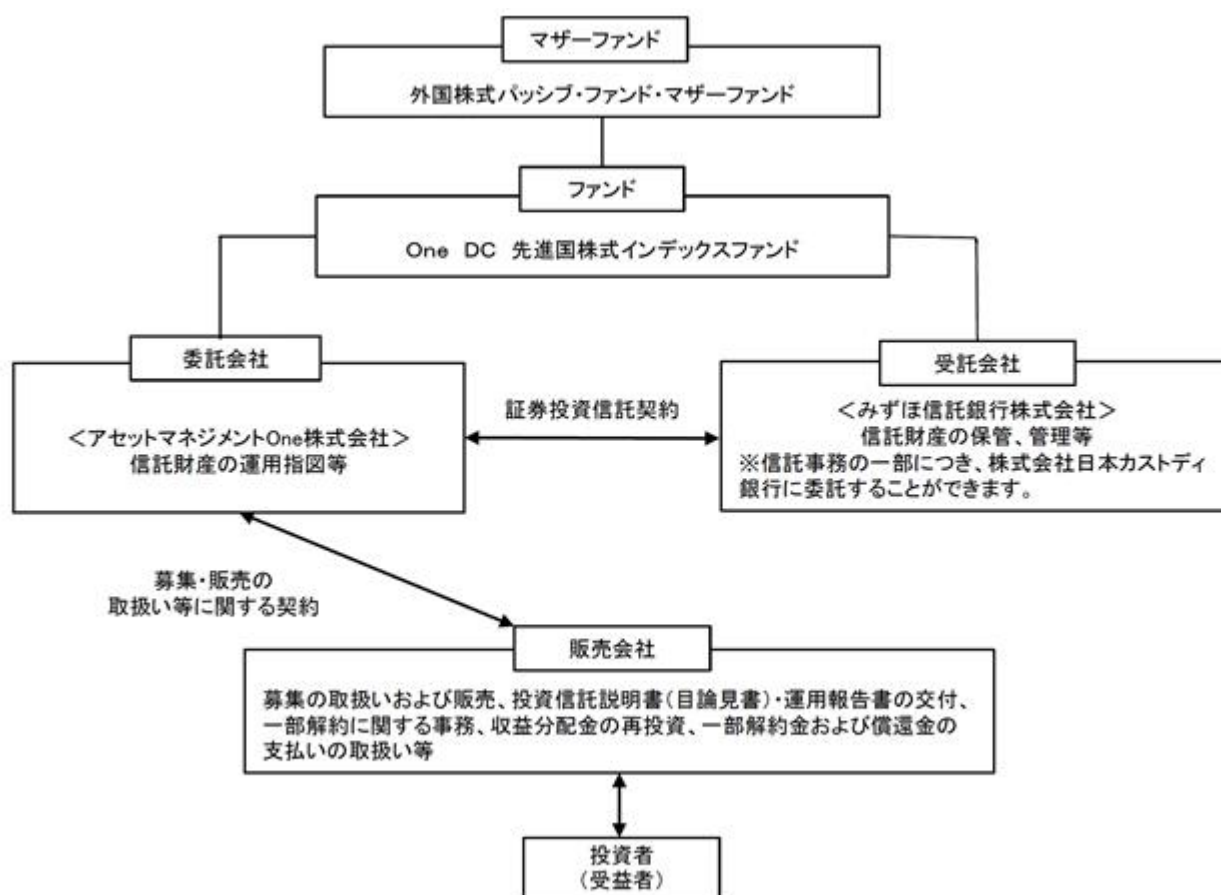 マザーファンド
外国株式パッシブ・ファンド・マザーファンド
ファンド
One DC 先進国株式インデックスファンド
委託会社
＜アセットマネジメントOne株式会社＞
信託財産の運用指図等
証券投資信託契約
受託会社
＜みずほ信託銀行株式会社＞
信託財産の保管、管理等
※信託事務の一部につき、株式会社日本カストディ
銀行に委託することができます。
募集・販売の
取扱い等に関する契約
販売会社
募集の取扱いおよび販売、投資信託説明書（目論見書）・運用報告書の交付、
一部解約に関する事務、収益分配金の再投資、一部解約金および償還金の
支払いの取扱い等
投資者
（受益者）